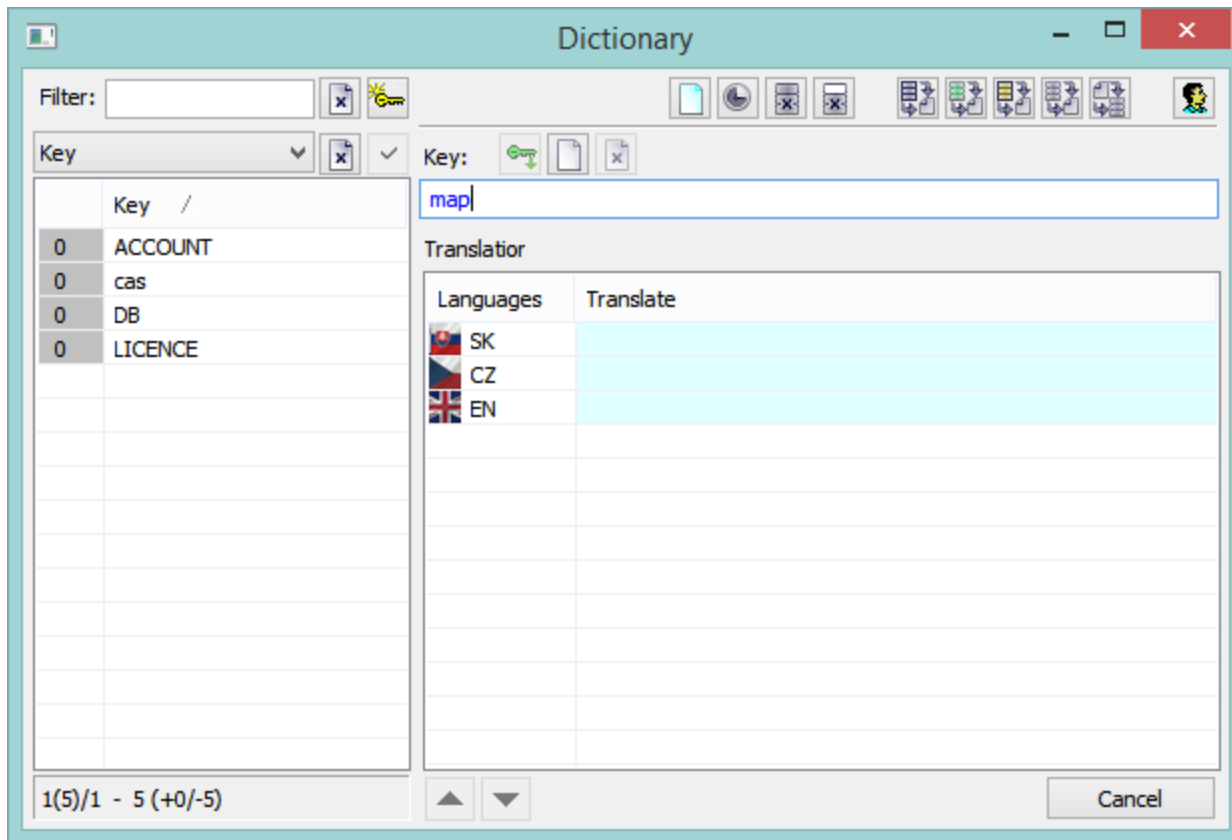 Dictionary
Filter:
Key
Key:
map
Key
0 ACCOUNT
0 cas
0 DB
0 LICENCE
Translatior
Languages Translate
SK
CZ
EN
1(5)/1 - 5 (+0/-5)
Cancel